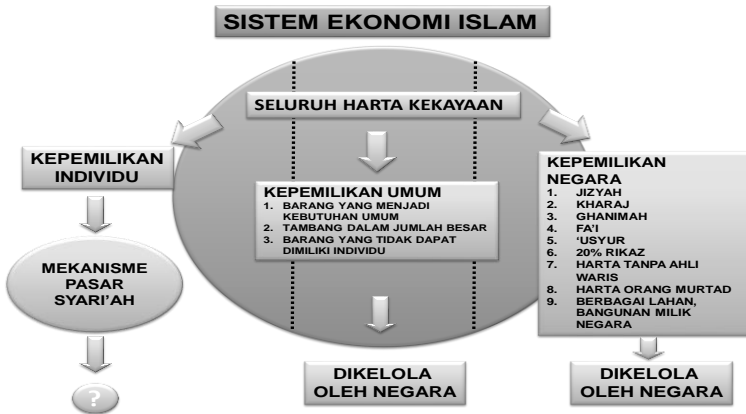 SISTEM EKONOMI ISLAM
SELURUH HARTA KEKAYAAN
KEPEMILIKAN
INDIVIDU
MEKANISME
PASAR
SYARI'AH
?
KEPEMILIKAN UMUM
1. BARANG YANG MENJADI
KEBUTUHAN UMUM
2. TAMBANG DALAM JUMLAH BESAR
3. BARANG YANG TIDAK DAPAT
DIMILIKI INDIVIDU
DIKELOLA
OLEH NEGARA
KEPEMILIKAN
NEGARA
1. JIZYAH
2. KHARAJ
3. GHANIMAH
4. FA'I
5. 'USYUR
6. 20% RIKAZ
7. HARTA TANPA AHLI
WARIS
8. HARTA ORANG MURTAD
9. BERBAGAI LAHAN,
BANGUNAN MILIK
NEGARA
DIKELOLA
OLEH NEGARA